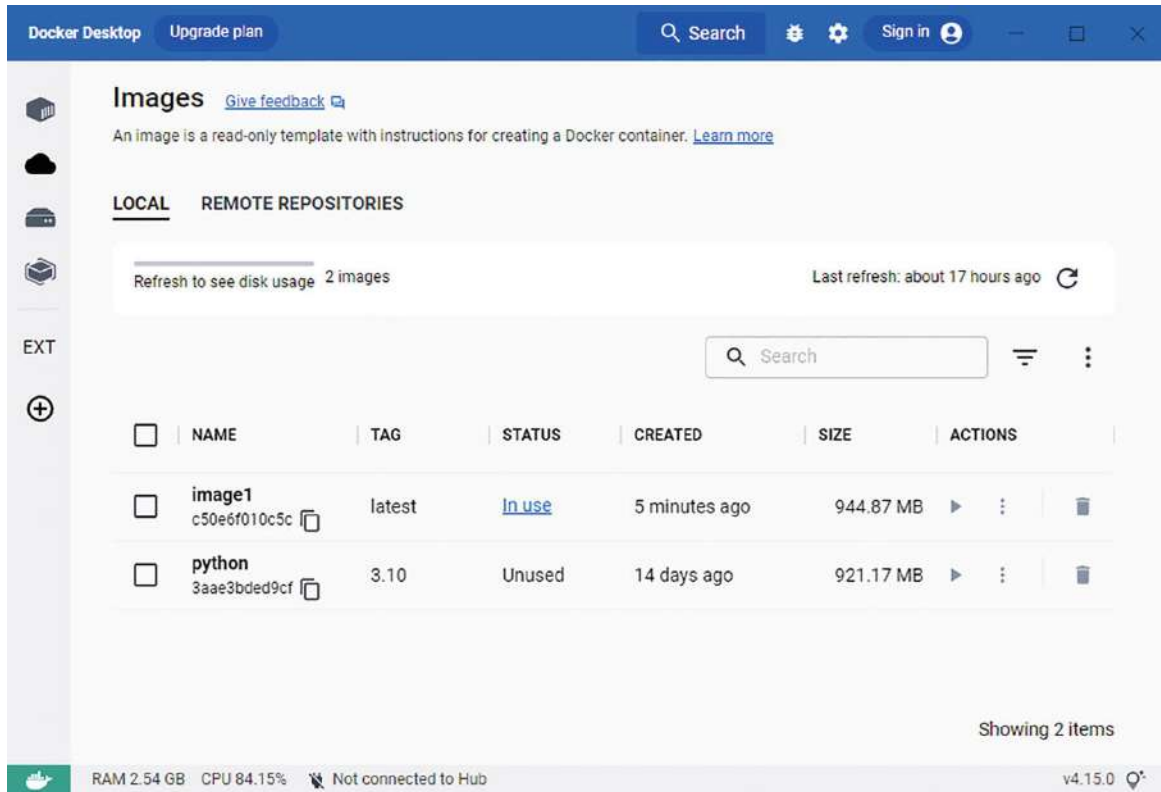 Docker Desktop Upgrade plan Search Sign in
Images Give feedback
An image is a read-only template with instructions for creating a Docker container. Learn more
LOCAL REMOTE REPOSITORIES
Refresh to see disk usage 2 images Last refresh: about 17 hours ago
EXT
Search
NAME TAG STATUS CREATED SIZE ACTIONS
image1
c50e6f010c5c
latest In use 5 minutes ago 944.87 MB
python
3aae3bded9cf
3.10 Unused 14 days ago 921.17 MB
Showing 2 items
RAM 2.54 GB CPU 84.15% Not connected to Hub v4.15.0